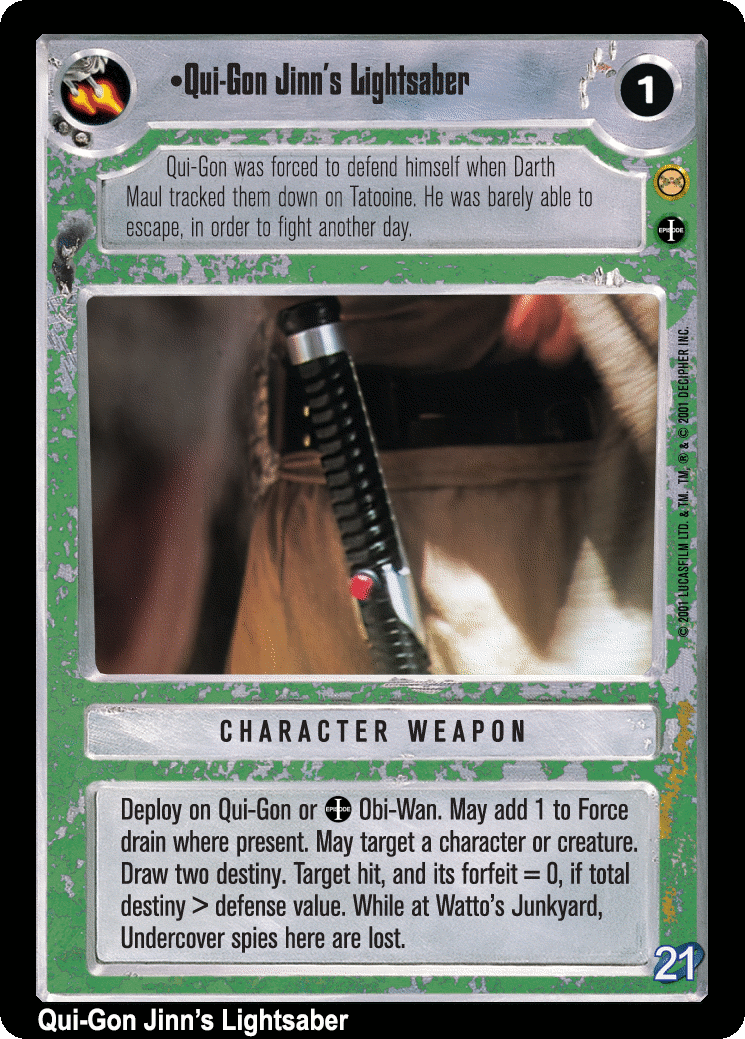 •Qui-Gon Jinn's Lightsaber
1
Qui-Gon was forced to defend himself when Darth
Maul tracked them down on Tatooine. He was barely able to
escape, in order to fight another day.
EPISODE I
© 2001 LUCASFILM LTD. & TM. TM, ® & © 2001 DECIPHER INC.
CHARACTER WEAPON
Deploy on Qui-Gon or EPISODE I Obi-Wan. May add 1 to Force
drain where present. May target a character or creature.
Draw two destiny. Target hit, and its forfeit = 0, if total
destiny > defense value. While at Watto's Junkyard,
Undercover spies here are lost.
21
Qui-Gon Jinn's Lightsaber